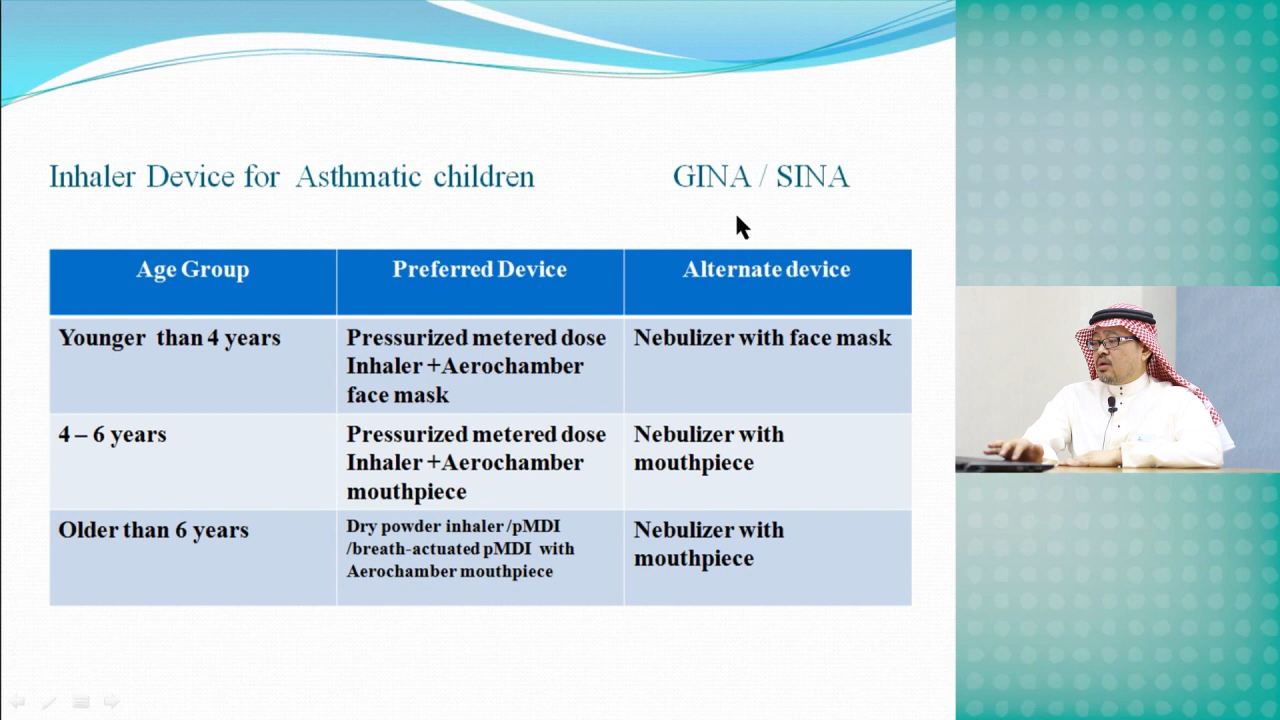 Inhaler Device for Asthmatic children GINA / SINA
Age Group Preferred Device Alternate device
Younger than 4 years
Pressurized metered dose
Inhaler +Aerochamber
face mask
Nebulizer with face mask
4 – 6 years
Pressurized metered dose
Inhaler +Aerochamber
mouthpiece
Nebulizer with
mouthpiece
Older than 6 years
Dry powder inhaler /pMDI
/breath-actuated pMDI with
Aerochamber mouthpiece
Nebulizer with
mouthpiece